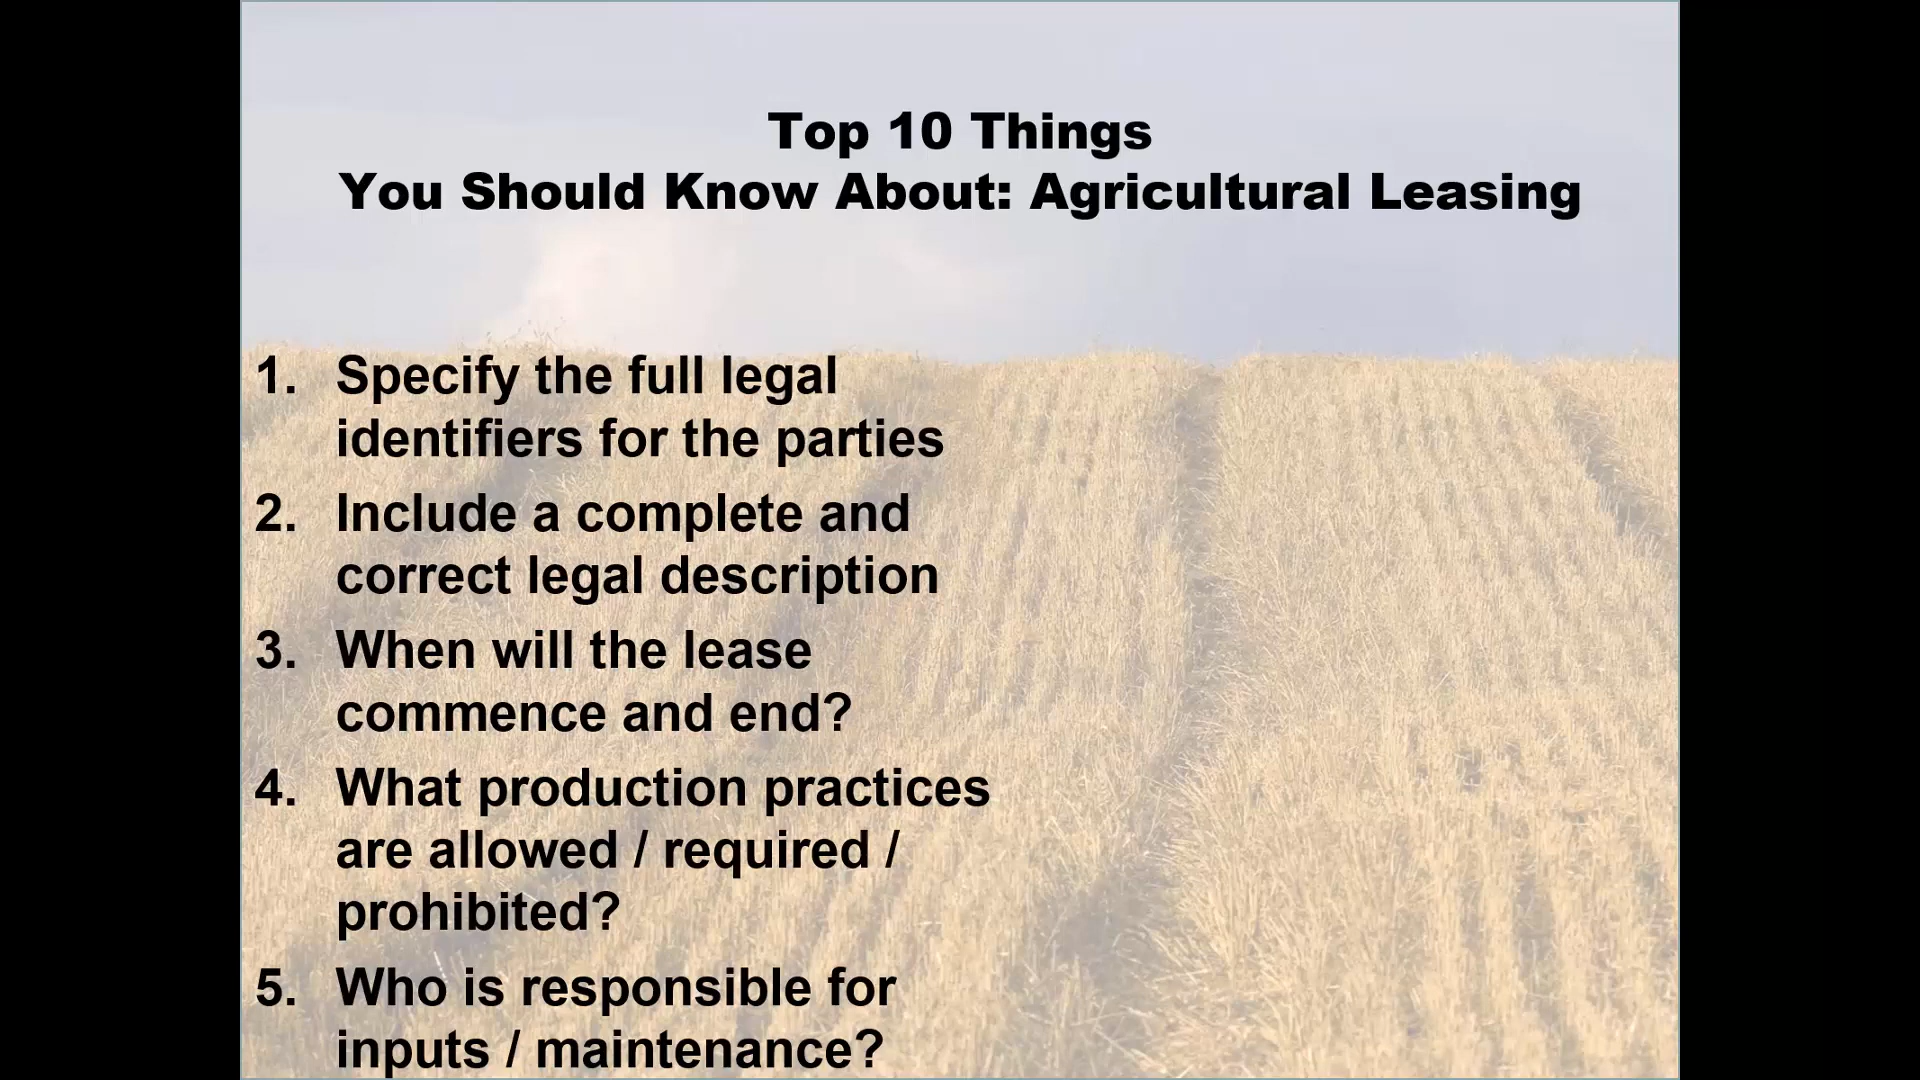 Top 10 Things
You Should Know About: Agricultural Leasing
1. Specify the full legal
identifiers for the parties
2. Include a complete and
correct legal description
3. When will the lease
commence and end?
4. What production practices
are allowed / required /
prohibited?
5. Who is responsible for
inputs / maintenance?